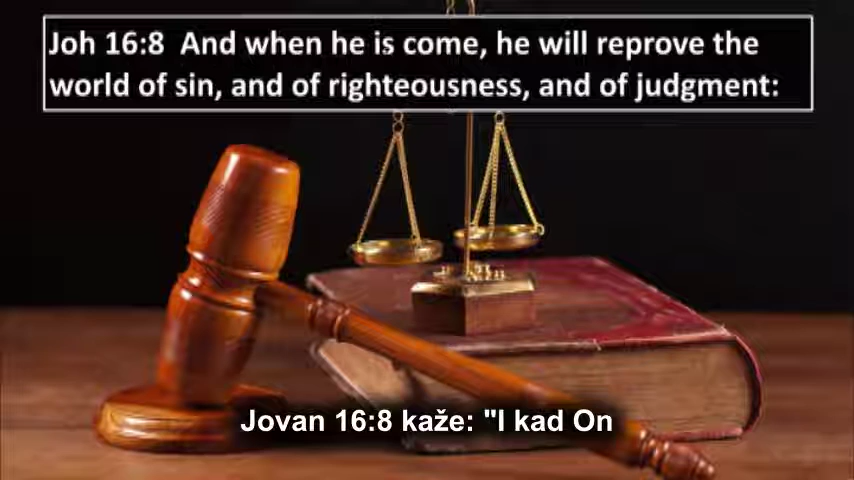 Joh 16:8  And when he is come, he will reprove the
world of sin, and of righteousness, and of judgment:
Jovan 16:8 kaže: "I kad On